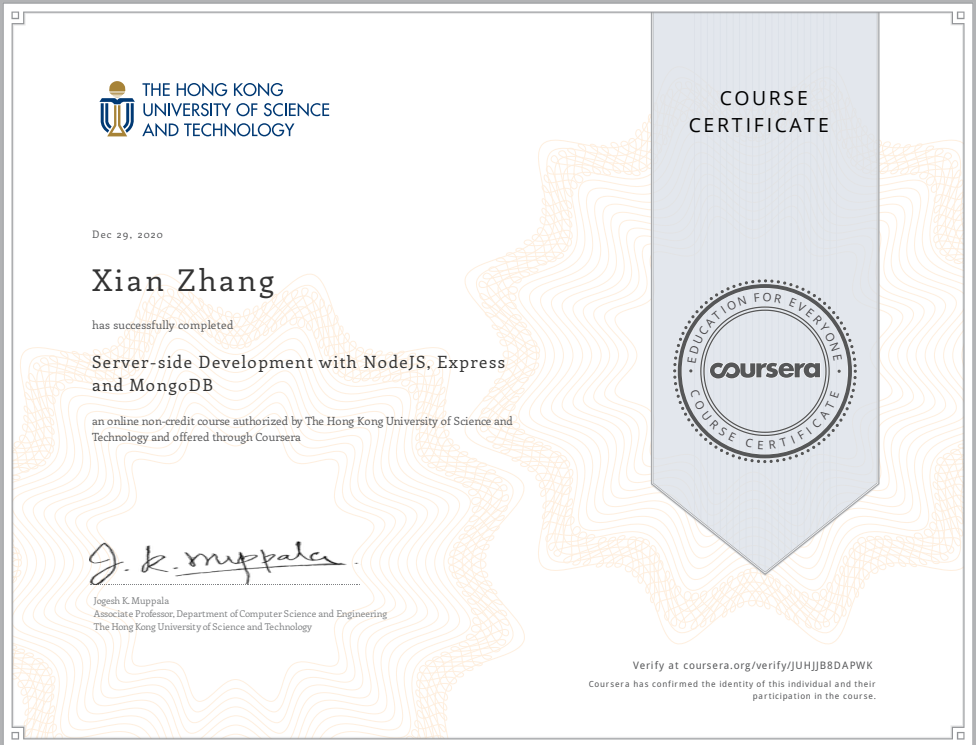 THE HONG KONG
UNIVERSITY OF SCIENCE
AND TECHNOLOGY
COURSE
CERTIFICATE
Dec 29, 2020
Xian Zhang
has successfully completed
Server-side Development with NodeJS, Express
and MongoDB
an online non-credit course authorized by The Hong Kong University of Science and
Technology and offered through Coursera
EDUCATION FOR EVERYONE
coursera
COURSE CERTIFICATE
J. K. Muppala
Jogesh K. Muppala
Associate Professor, Department of Computer Science and Engineering
The Hong Kong University of Science and Technology
Verify at coursera.org/verify/JUHJJB8DAPWK
Coursera has confirmed the identity of this individual and their
participation in the course.